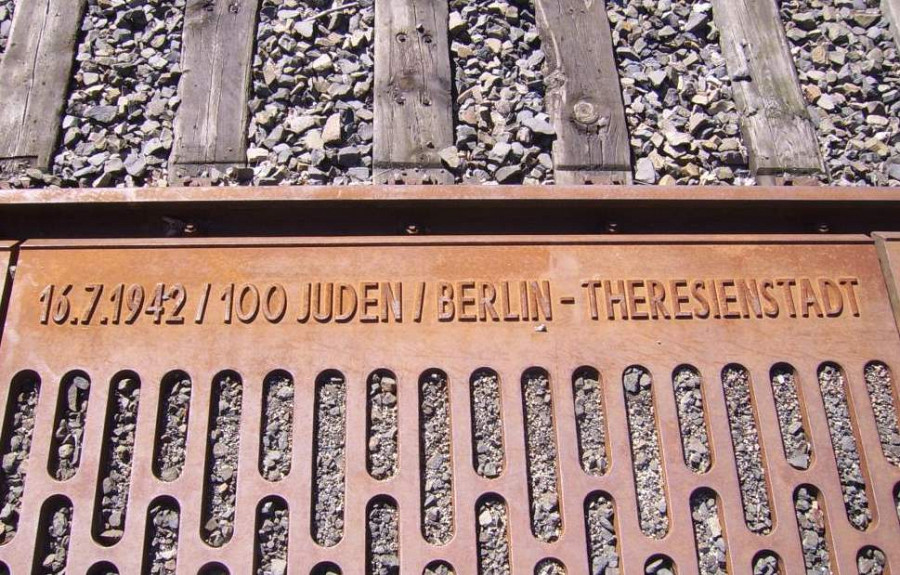 16.7.1942 / 100 JUDEN / BERLIN - THERESIENSTADT